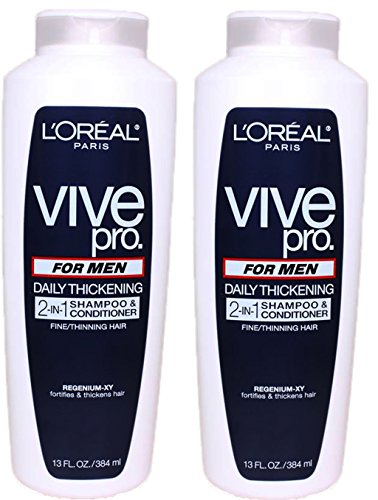 L'ORÉAL®
PARIS
VIVE
pro.
FOR MEN
DAILY THICKENING
2-IN-1 SHAMPOO &
CONDITIONER
FINE/THINNING HAIR
REGENIUM-XY
fortifies & thickens hair
13 FL. OZ./384 ml
L'ORÉAL®
PARIS
VIVE
pro.
FOR MEN
DAILY THICKENING
2-IN-1 SHAMPOO &
CONDITIONER
FINE/THINNING HAIR
REGENIUM-XY
fortifies & thickens hair
13 FL. OZ./384 ml